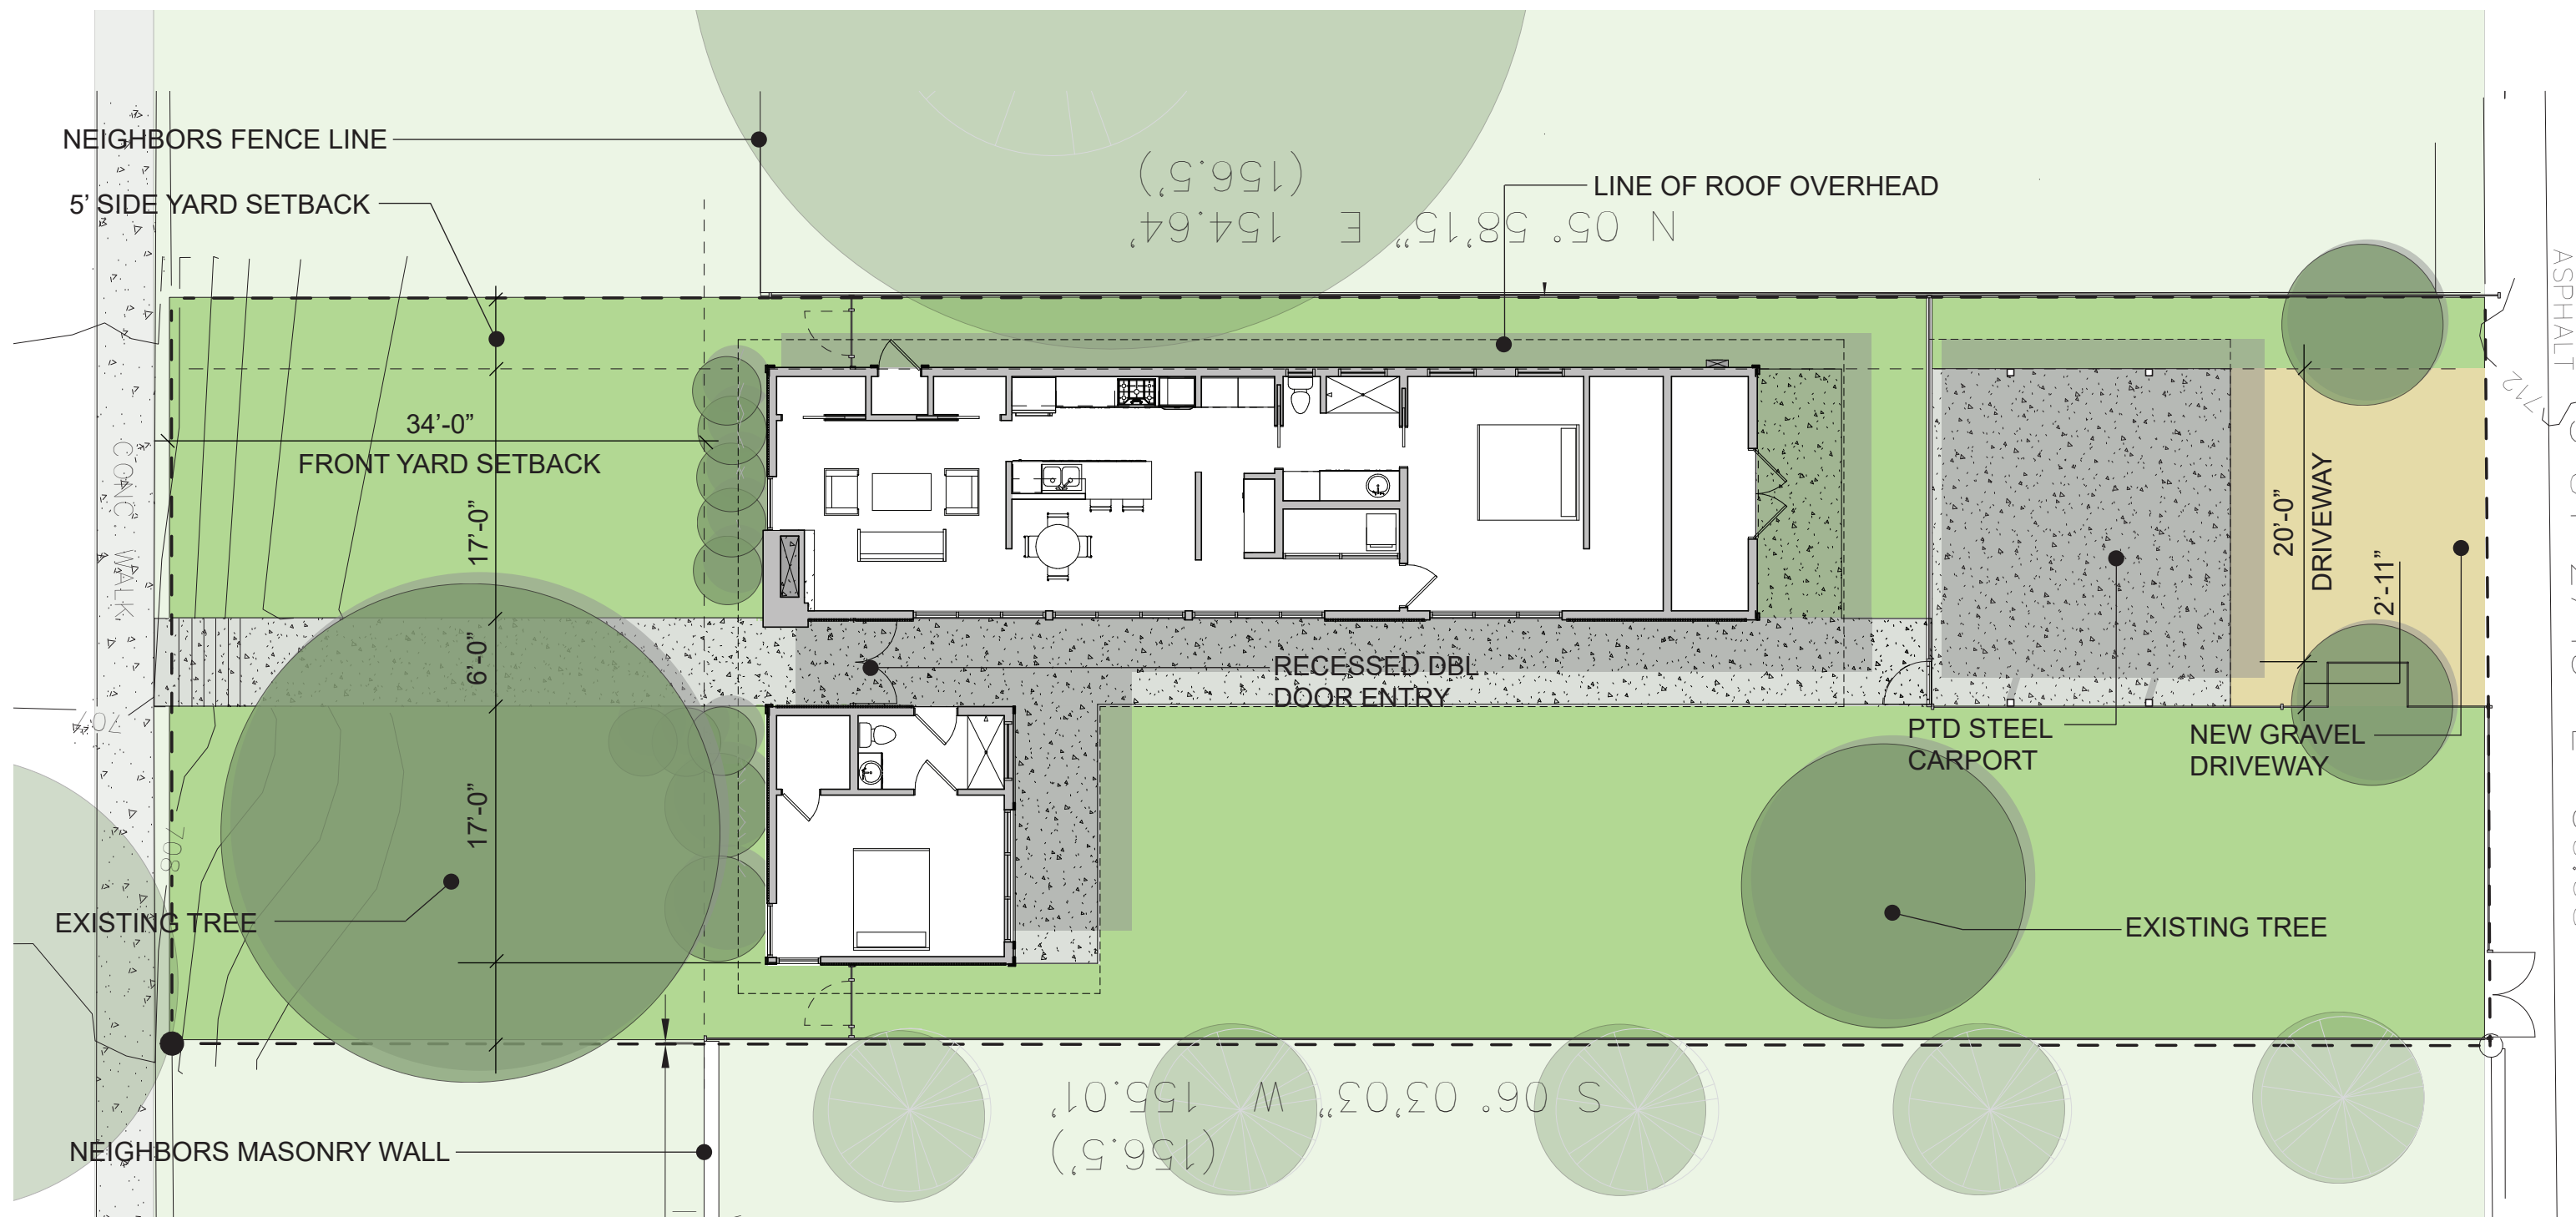 NEIGHBORS FENCE LINE
5’ SIDE YARD SETBACK
(156.5')
N 05° 58'15" E 154.64'
LINE OF ROOF OVERHEAD
ASPHALT
712
34’-0”
FRONT YARD SETBACK
CONC. WALK
17’-0”
6’-0”
17’-0”
707
708
RECESSED DBL
DOOR ENTRY
20’-0”
DRIVEWAY
2’-11”
PTD STEEL
CARPORT
NEW GRAVEL
DRIVEWAY
EXISTING TREE
EXISTING TREE
S 06° 03'03" W 155.01'
(156.5')
NEIGHBORS MASONRY WALL